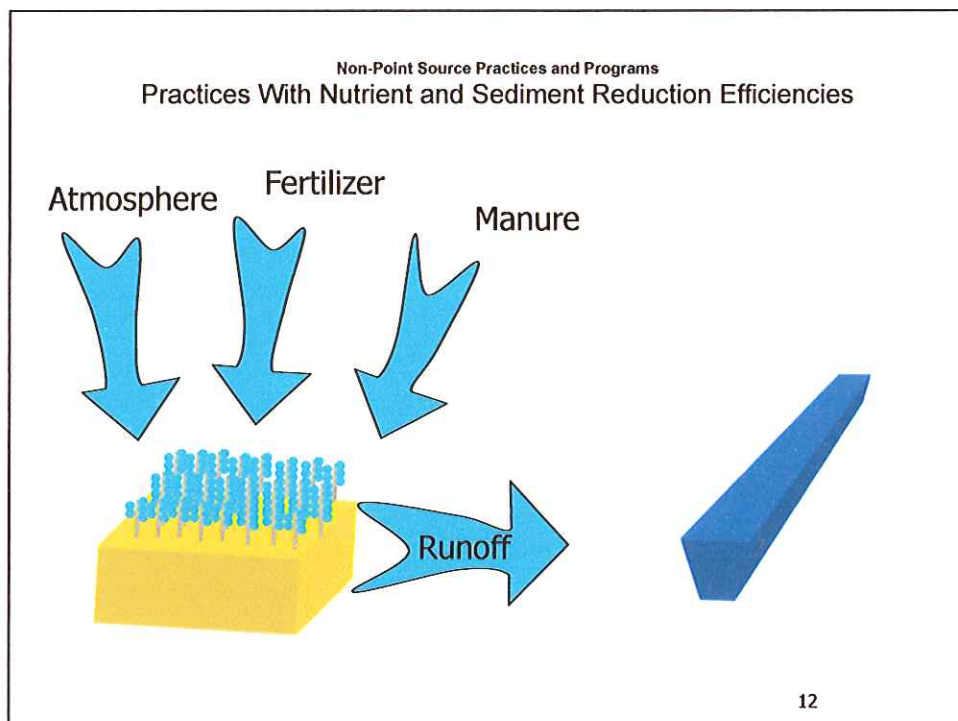 Non-Point Source Practices and Programs
Practices With Nutrient and Sediment Reduction Efficiencies
Atmosphere
Fertilizer
Manure
Runoff
12